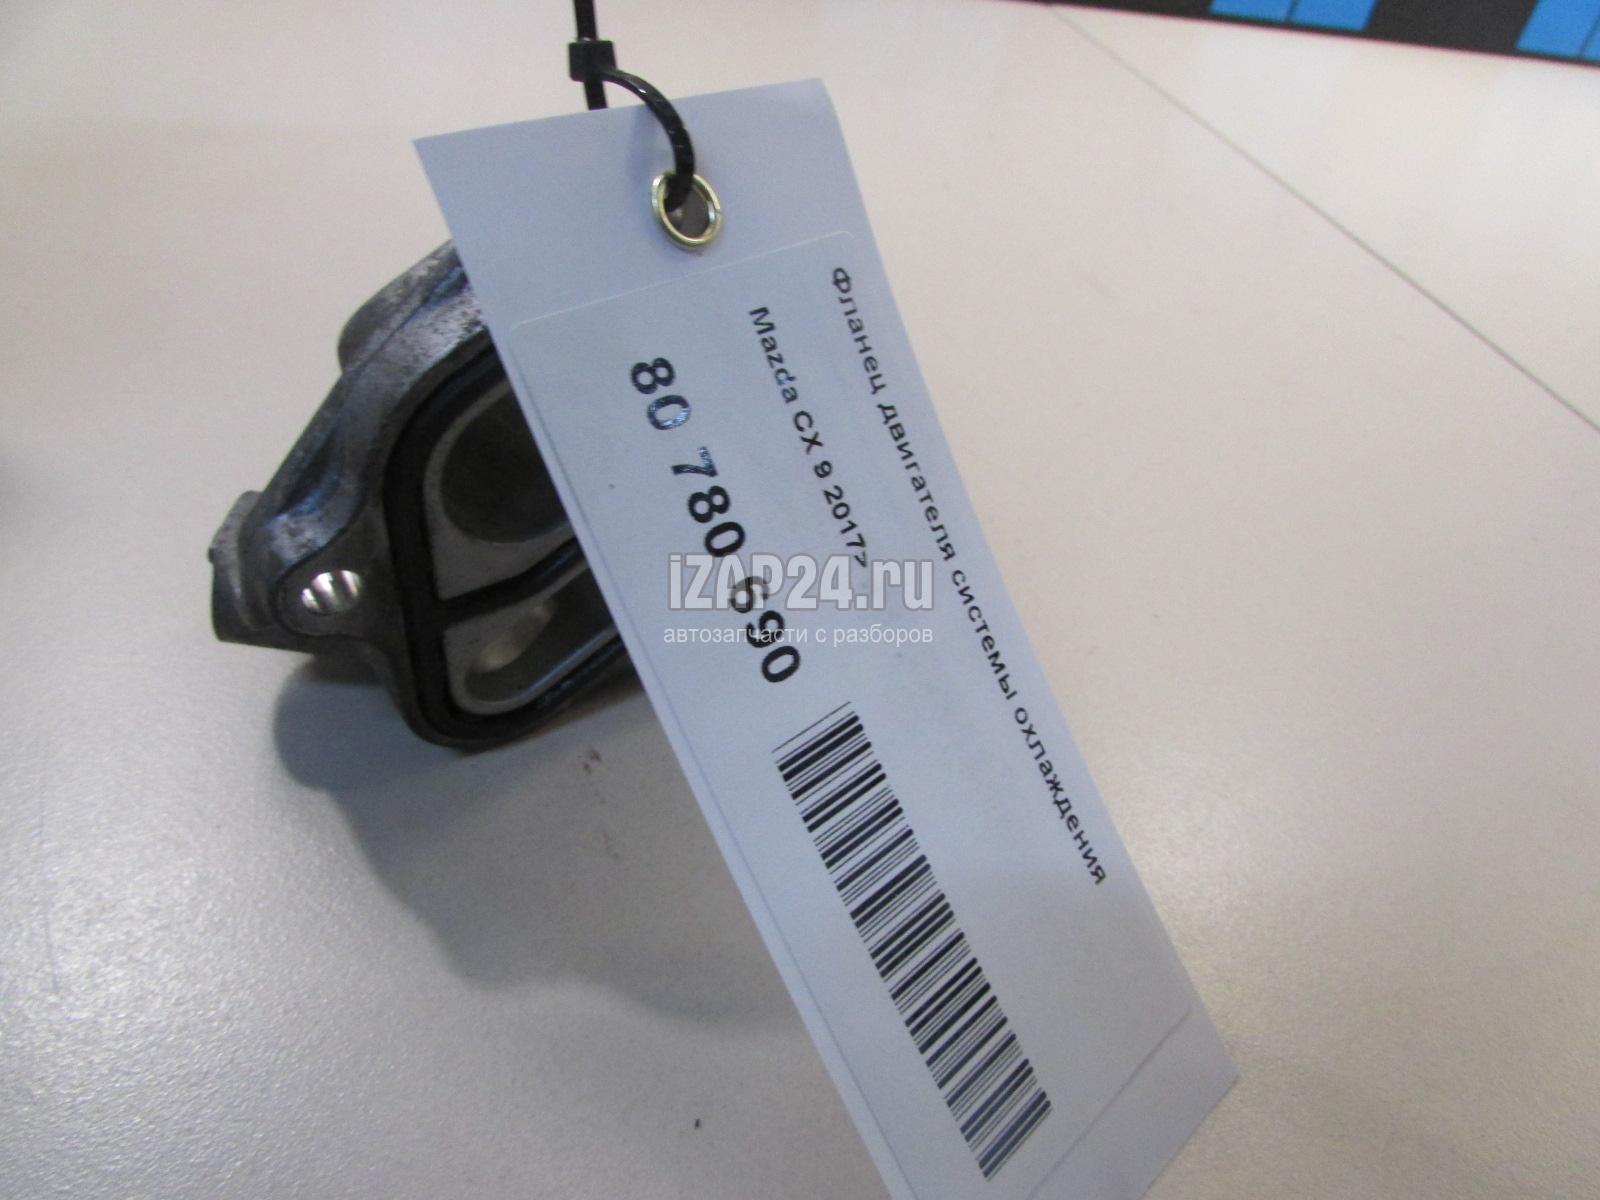 Фланец двигателя системы охлаждения
Mazda CX 9 2017>
80 780 690
iZAP24.ru
автозапчасти с разборов